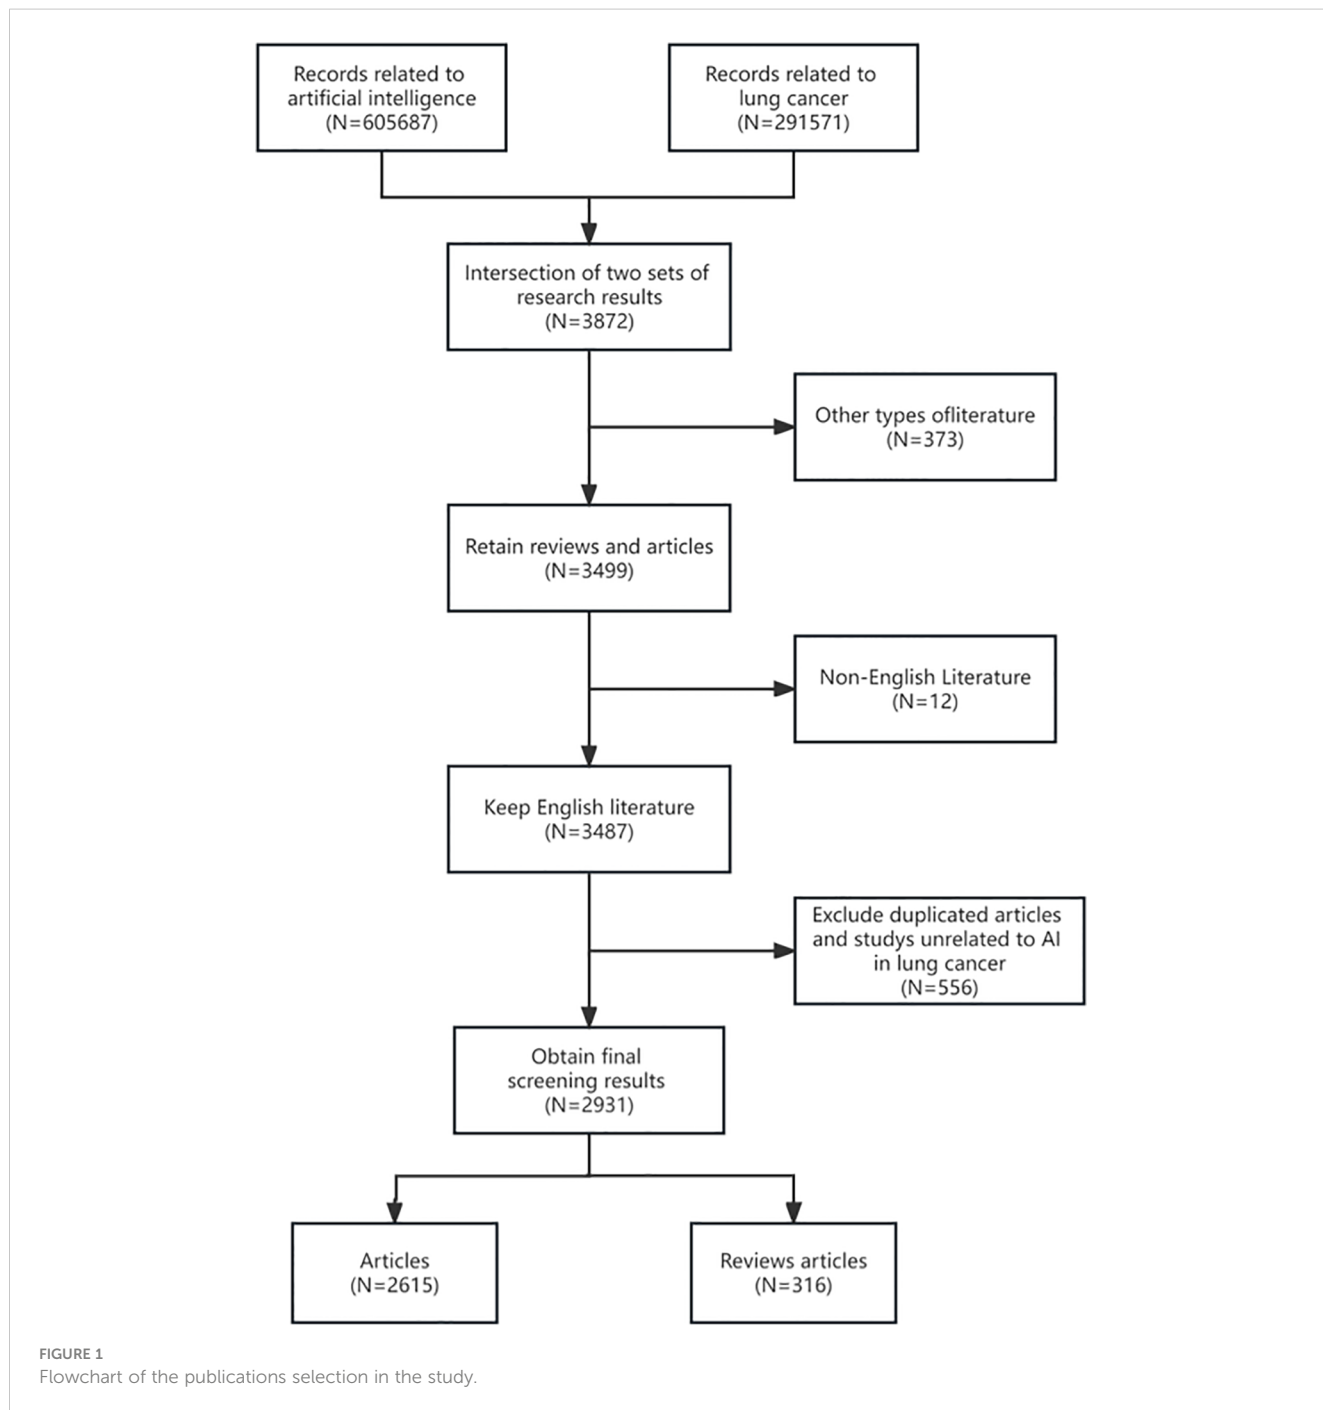 Records related to
artificial intelligence
(N=605687)
Records related to
lung cancer
(N=291571)
Intersection of two sets of
research results
(N=3872)
Other types ofliterature
(N=373)
Retain reviews and articles
(N=3499)
Non-English Literature
(N=12)
Keep English literature
(N=3487)
Exclude duplicated articles
and studys unrelated to AI
in lung cancer
(N=556)
Obtain final
screening results
(N=2931)
Articles
(N=2615)
Reviews articles
(N=316)
FIGURE 1
Flowchart of the publications selection in the study.